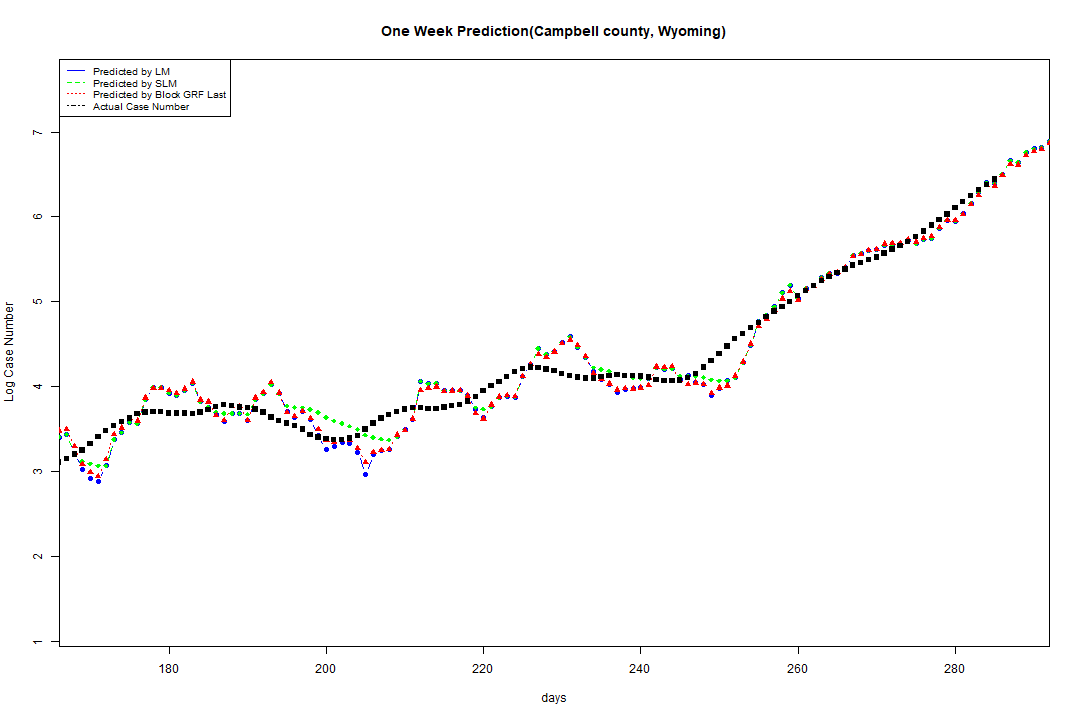 One Week Prediction(Campbell county, Wyoming)
Predicted by LM
Predicted by SLM
Predicted by Block GRF Last
Actual Case Number
7
6
5
4
3
2
1
Log Case Number
180 200 220 240 260 280
days